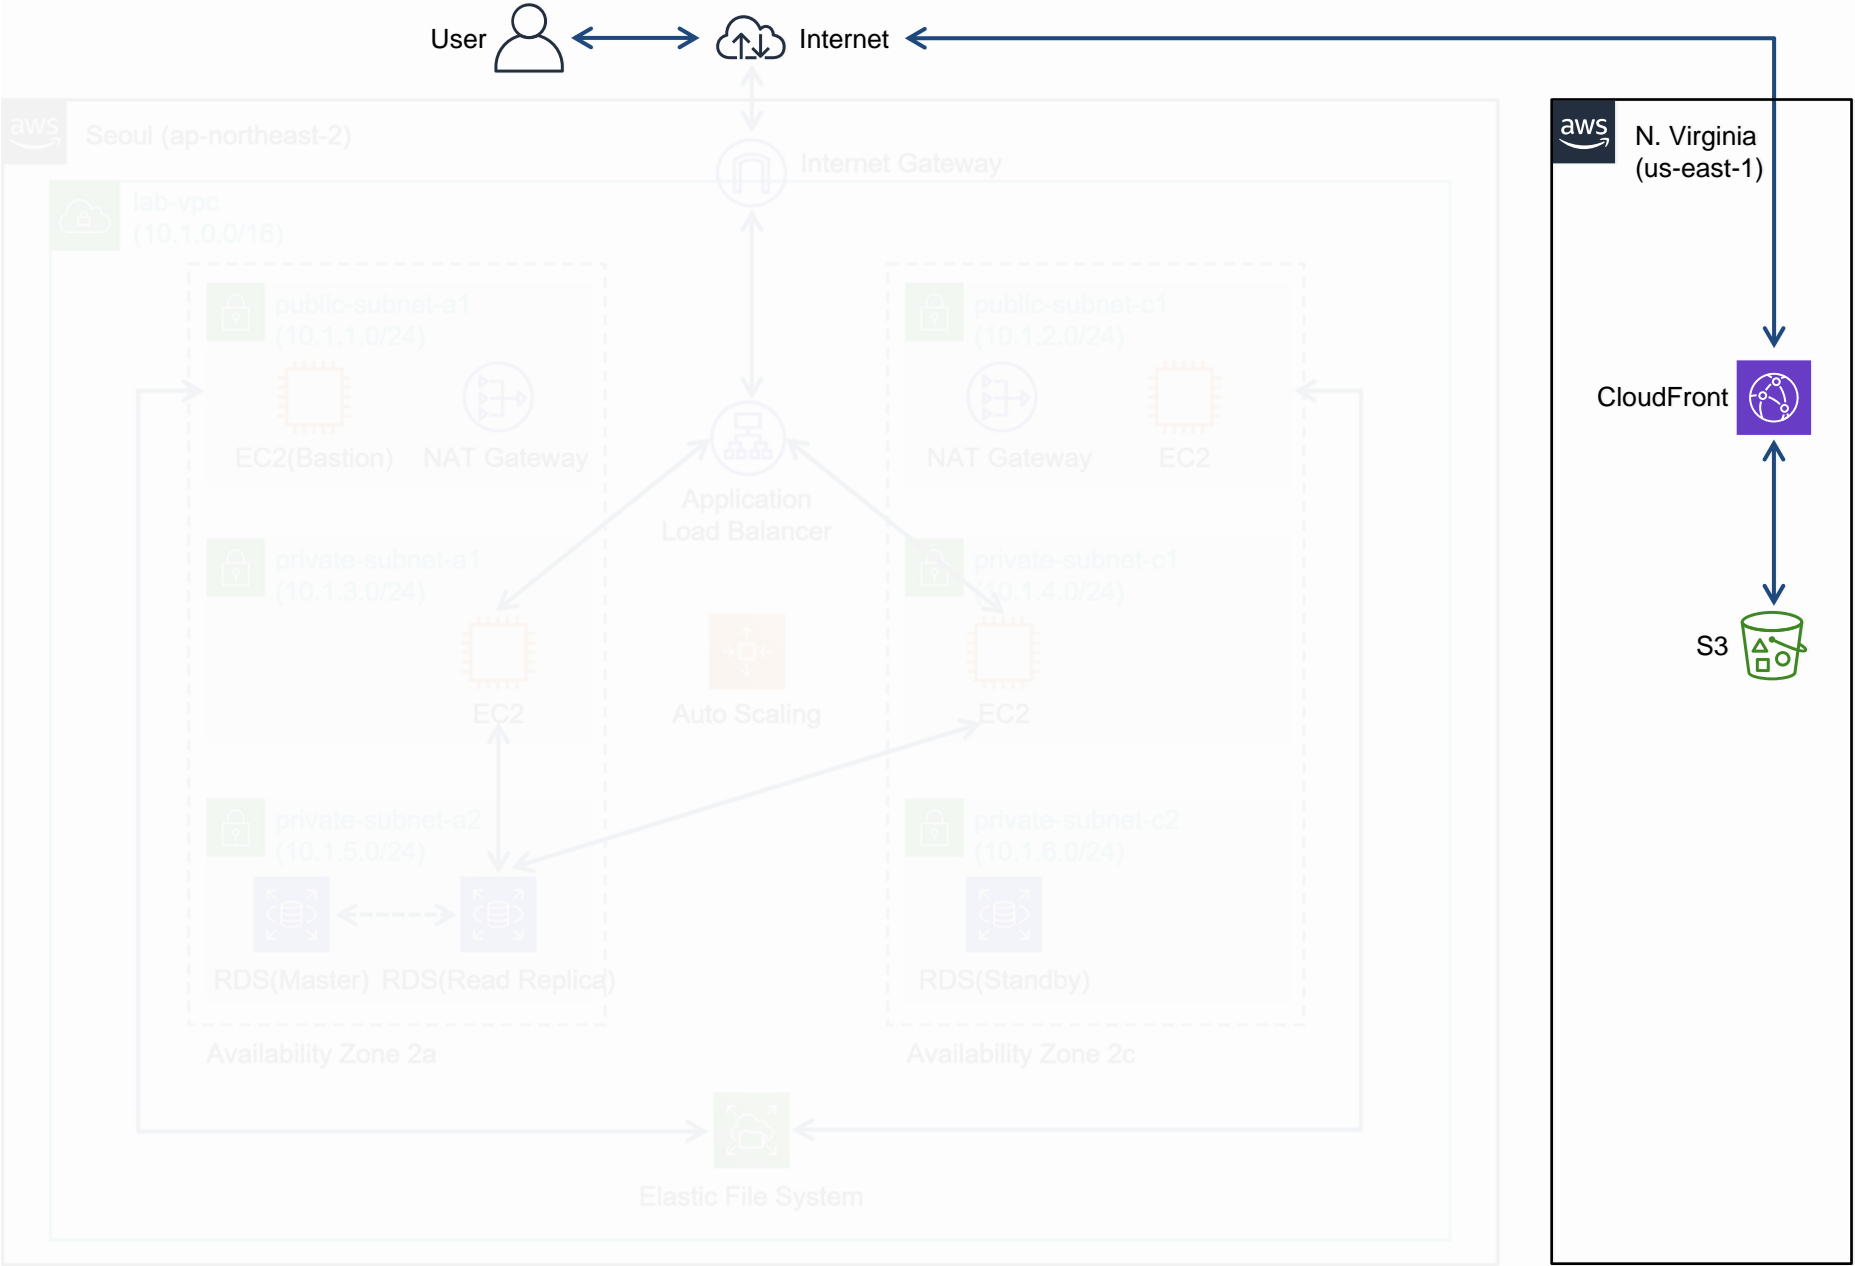 User
Internet
aws
Seoul (ap-northeast-2)
Internet Gateway
aws
N. Virginia
(us-east-1)
lab-vpc
(10.1.0.0/16)
public-subnet-a1
(10.1.1.0/24)
public-subnet-c1
(10.1.2.0/24)
CloudFront
EC2(Bastion)
NAT Gateway
NAT Gateway
EC2
Application
Load Balancer
private-subnet-a1
(10.1.3.0/24)
private-subnet-c1
(10.1.4.0/24)
S3
EC2
Auto Scaling
EC2
private-subnet-a2
(10.1.5.0/24)
private-subnet-c2
(10.1.6.0/24)
RDS(Master)
RDS(Read Replica)
RDS(Standby)
Availability Zone 2a
Availability Zone 2c
Elastic File System